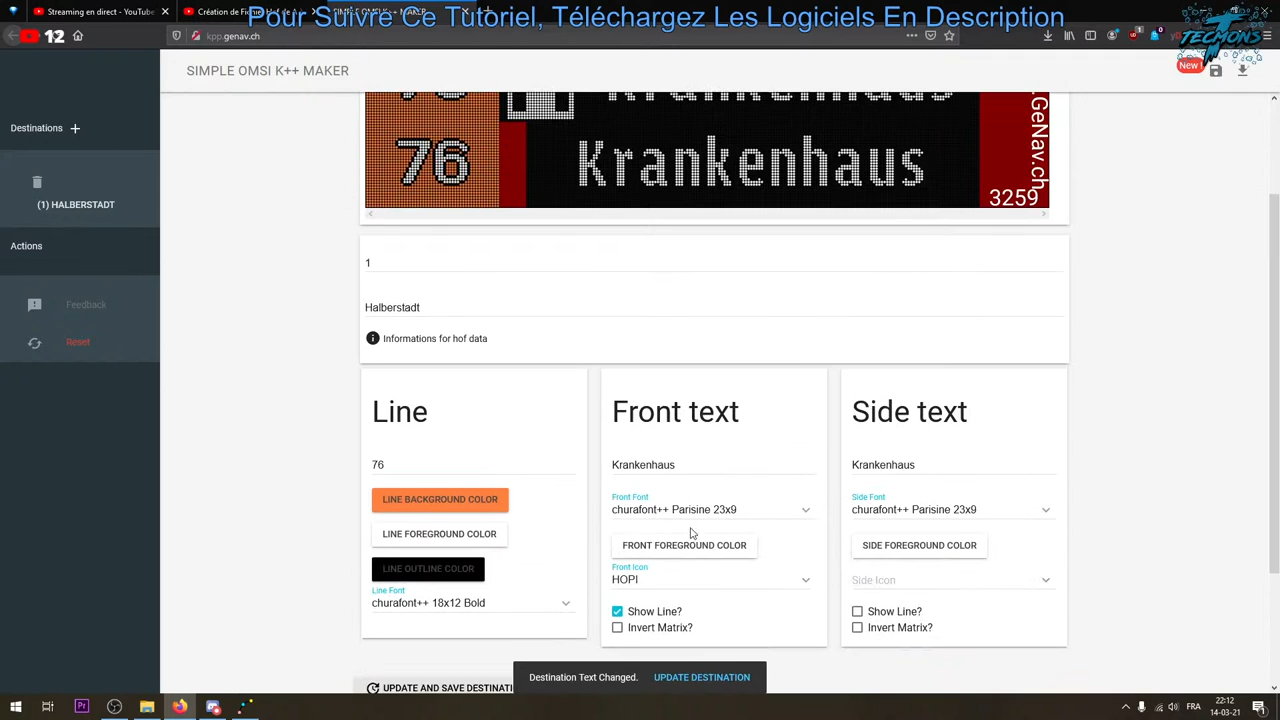 Pour Suivre Ce Tutoriel, Téléchargez Les Logiciels En Description
Streaming en direct - YouTube
Création de Fichier
12
kpp.genav.ch
TECMONS
SIMPLE OMSI K++ MAKER
New !
Destinations
(1) HALBERSTADT
Actions
Feedback
Reset
Krankenhaus
76
Krankenhaus
.GeNav.ch
3259
1
Halberstadt
Informations for hof data
Line
76
LINE BACKGROUND COLOR
LINE FOREGROUND COLOR
LINE OUTLINE COLOR
Line Font
churafont++ 18x12 Bold
Front text
Krankenhaus
Front Font
churafont++ Parisine 23x9
FRONT FOREGROUND COLOR
Front Icon
HOPI
Show Line?
Invert Matrix?
Side text
Krankenhaus
Side Font
churafont++ Parisine 23x9
SIDE FOREGROUND COLOR
Side Icon
Show Line?
Invert Matrix?
UPDATE AND SAVE DESTINATI
Destination Text Changed.
UPDATE DESTINATION
FRA
22:12
14-03-21